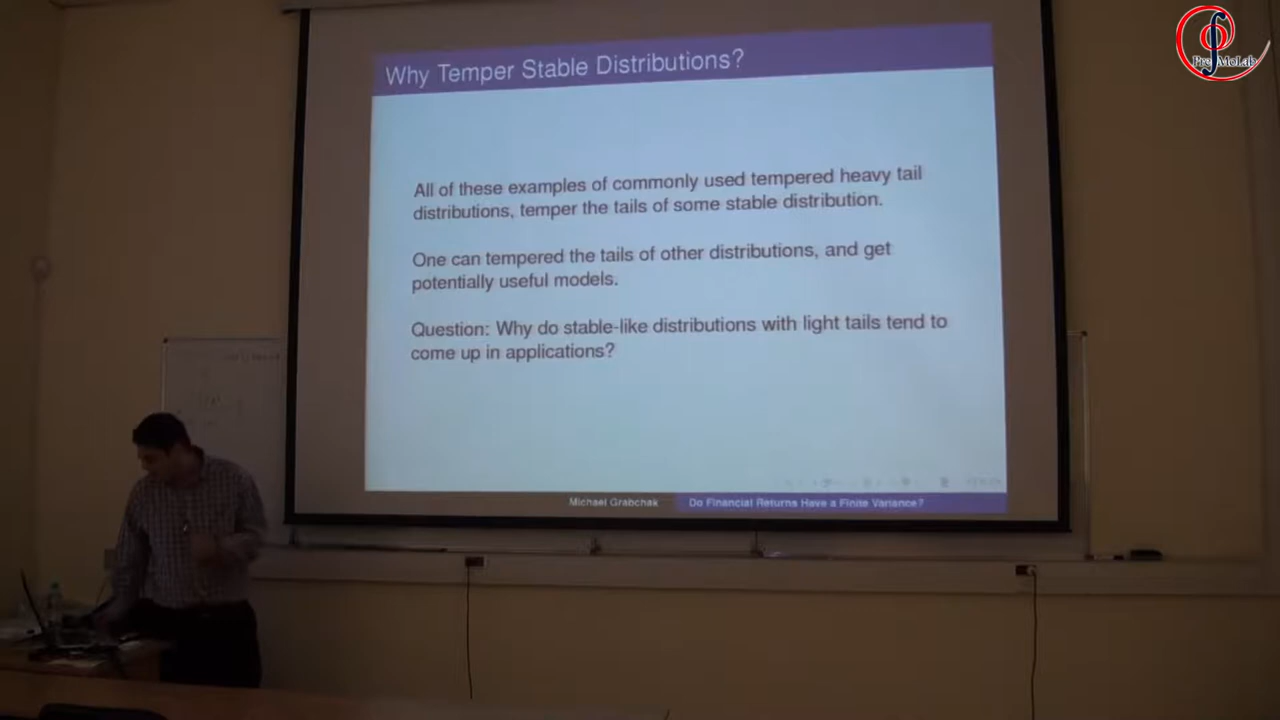 PreMoLab
Why Temper Stable Distributions?
All of these examples of commonly used tempered heavy tail
distributions, temper the tails of some stable distribution.
One can tempered the tails of other distributions, and get
potentially useful models.
Question: Why do stable-like distributions with light tails tend to
come up in applications?
Michael Grabchak
Do Financial Returns Have a Finite Variance?